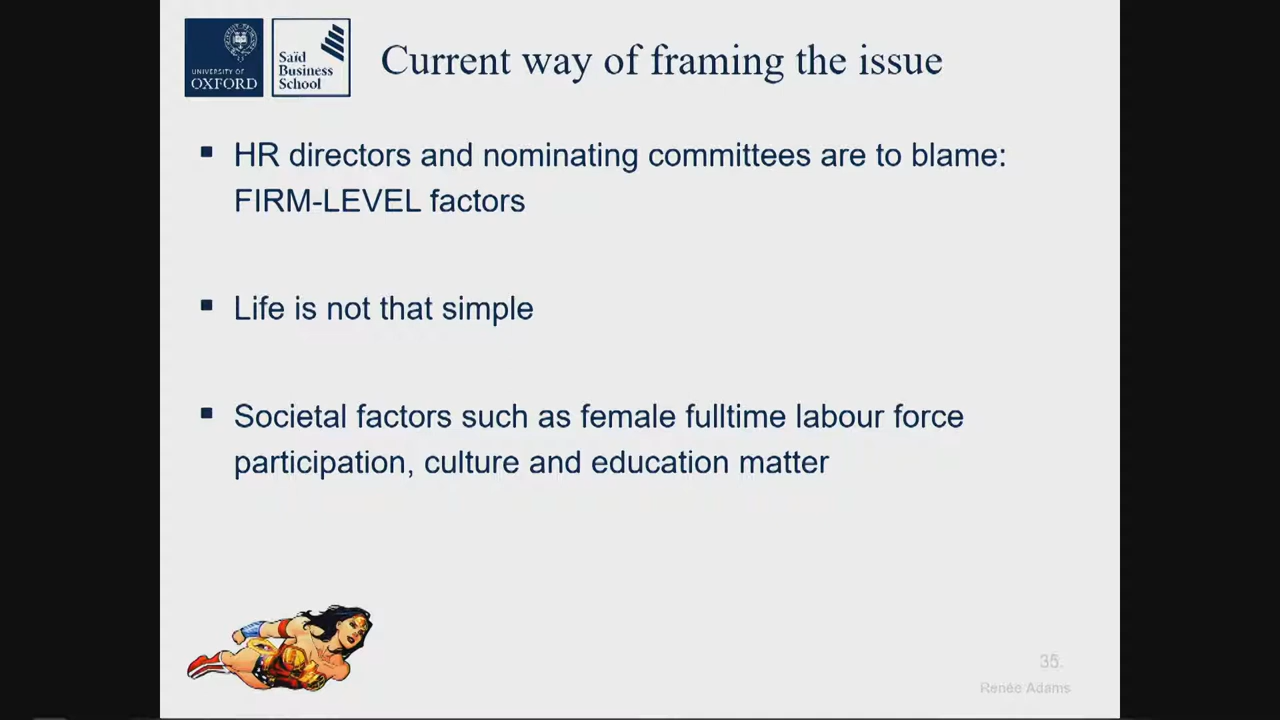 UNIVERSITY OF
OXFORD
Saïd
Business
School
Current way of framing the issue
HR directors and nominating committees are to blame:
FIRM-LEVEL factors
Life is not that simple
Societal factors such as female fulltime labour force
participation, culture and education matter
35.
Renée Adams